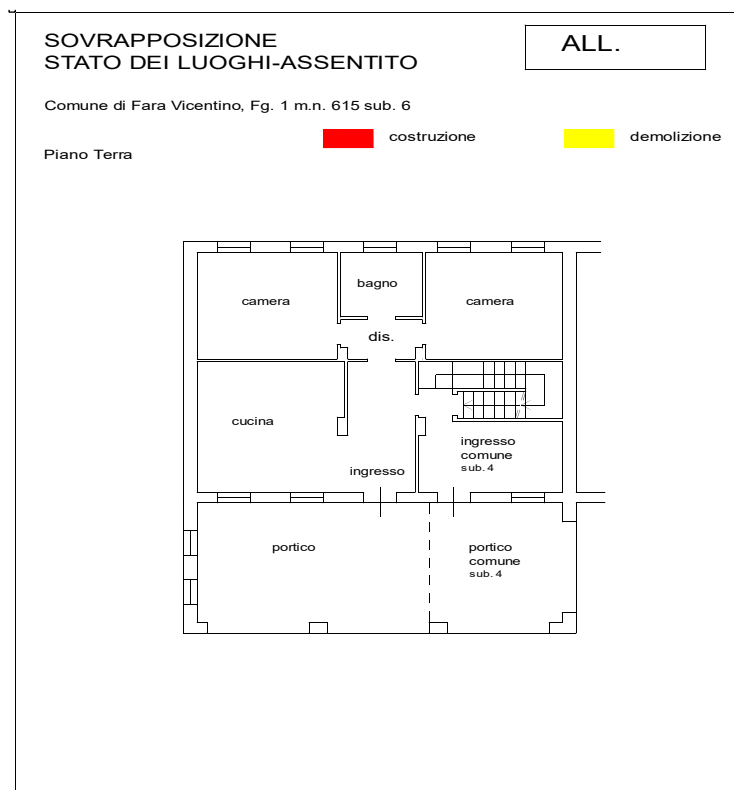 SOVRAPPOSIZIONE
STATO DEI LUOGHI-ASSENTITO
ALL.
Comune di Fara Vicentino, Fg. 1 m.n. 615 sub. 6
costruzione
demolizione
Piano Terra
bagno
camera
camera
dis.
cucina
ingresso
comune
sub. 4
ingresso
portico
portico
comune
sub. 4